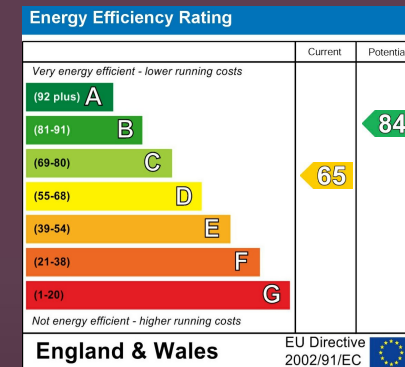 Energy Efficiency Rating
Current Potentia
Very energy efficient - lower running costs
(92 plus) A
(81-91) B
84
(69-80) C
65
(55-68) D
(39-54) E
(21-38) F
(1-20) G
Not energy efficient - higher running costs
England & Wales
EU Directive
2002/91/EC